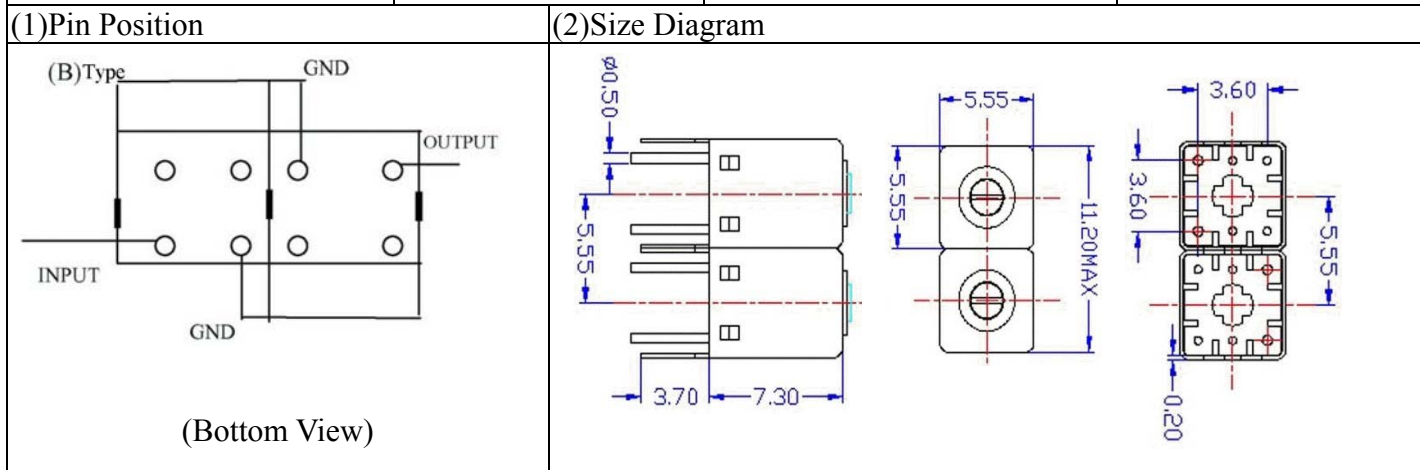 (1)Pin Position
(2)Size Diagram
(B)Type
GND
OUTPUT
INPUT
GND
(Bottom View)
ø0.50
5.55
3.70
7.30
5.55
5.55
11.20MAX
3.60
3.60
5.55
0.20